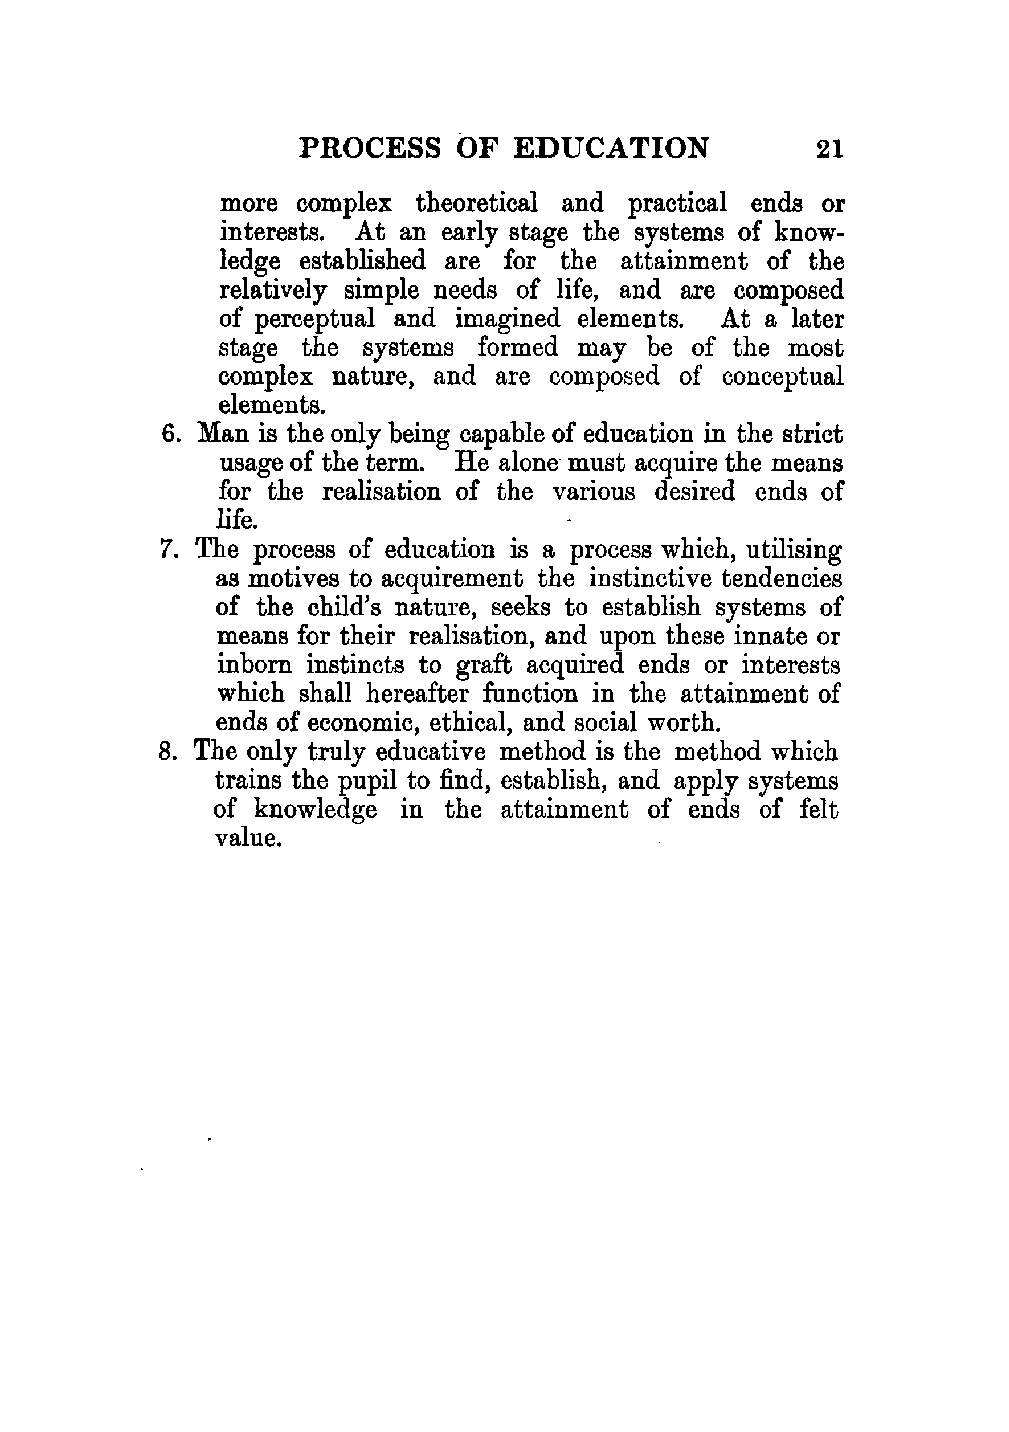 PROCESS OF EDUCATION 21
more complex theoretical and practical ends or
interests. At an early stage the systems of know-
ledge established are for the attainment of the
relatively simple needs of life, and are composed
of perceptual and imagined elements. At a later
stage the systems formed may be of the most
complex nature, and are composed of conceptual
elements.
6. Man is the only being capable of education in the strict
usage of the term. He alone must acquire the means
for the realisation of the various desired ends of
life.
7. The process of education is a process which, utilising
as motives to acquirement the instinctive tendencies
of the child's nature, seeks to establish systems of
means for their realisation, and upon these innate or
inborn instincts to graft acquired ends or interests
which shall hereafter function in the attainment of
ends of economic, ethical, and social worth.
8. The only truly educative method is the method which
trains the pupil to find, establish, and apply systems
of knowledge in the attainment of ends of felt
value.